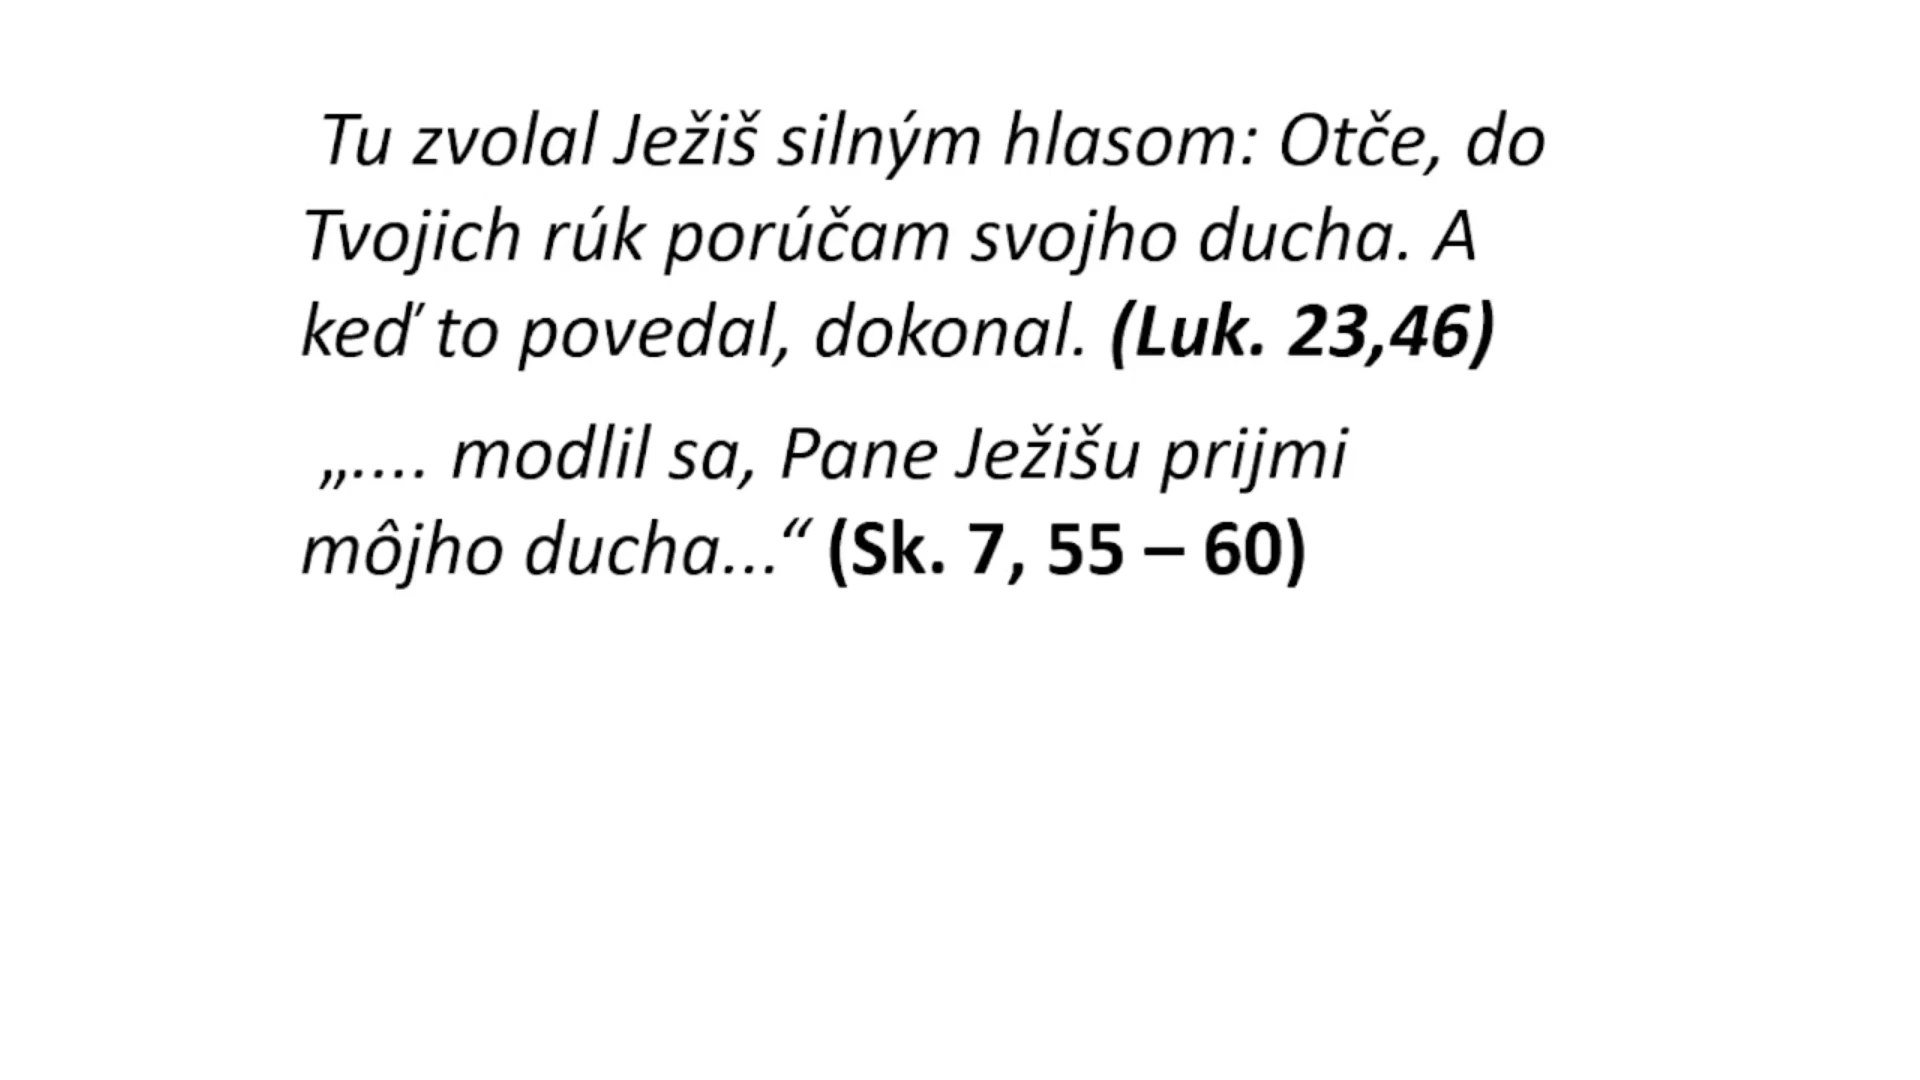 Tu zvolal Ježiš silným hlasom: Otče, do
Tvojich rúk porúčam svojho ducha. A
keď to povedal, dokonal. (Luk. 23,46)
„.... modlil sa, Pane Ježišu prijmi
môjho ducha...“ (Sk. 7, 55 – 60)